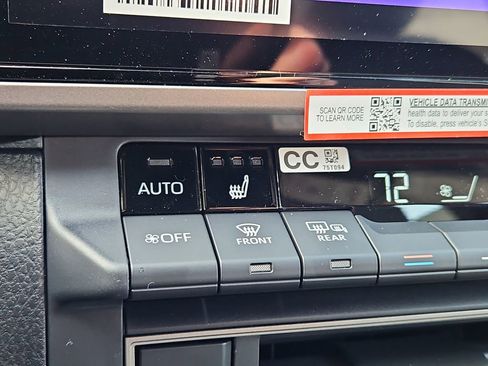 SCAN QR CODE
TO LEARN MORE
VEHICLE DATA TRANSMI
health data to deliver your s
To disable, press vehicle's S
CC
75T094
AUTO
72
OFF
FRONT
REAR